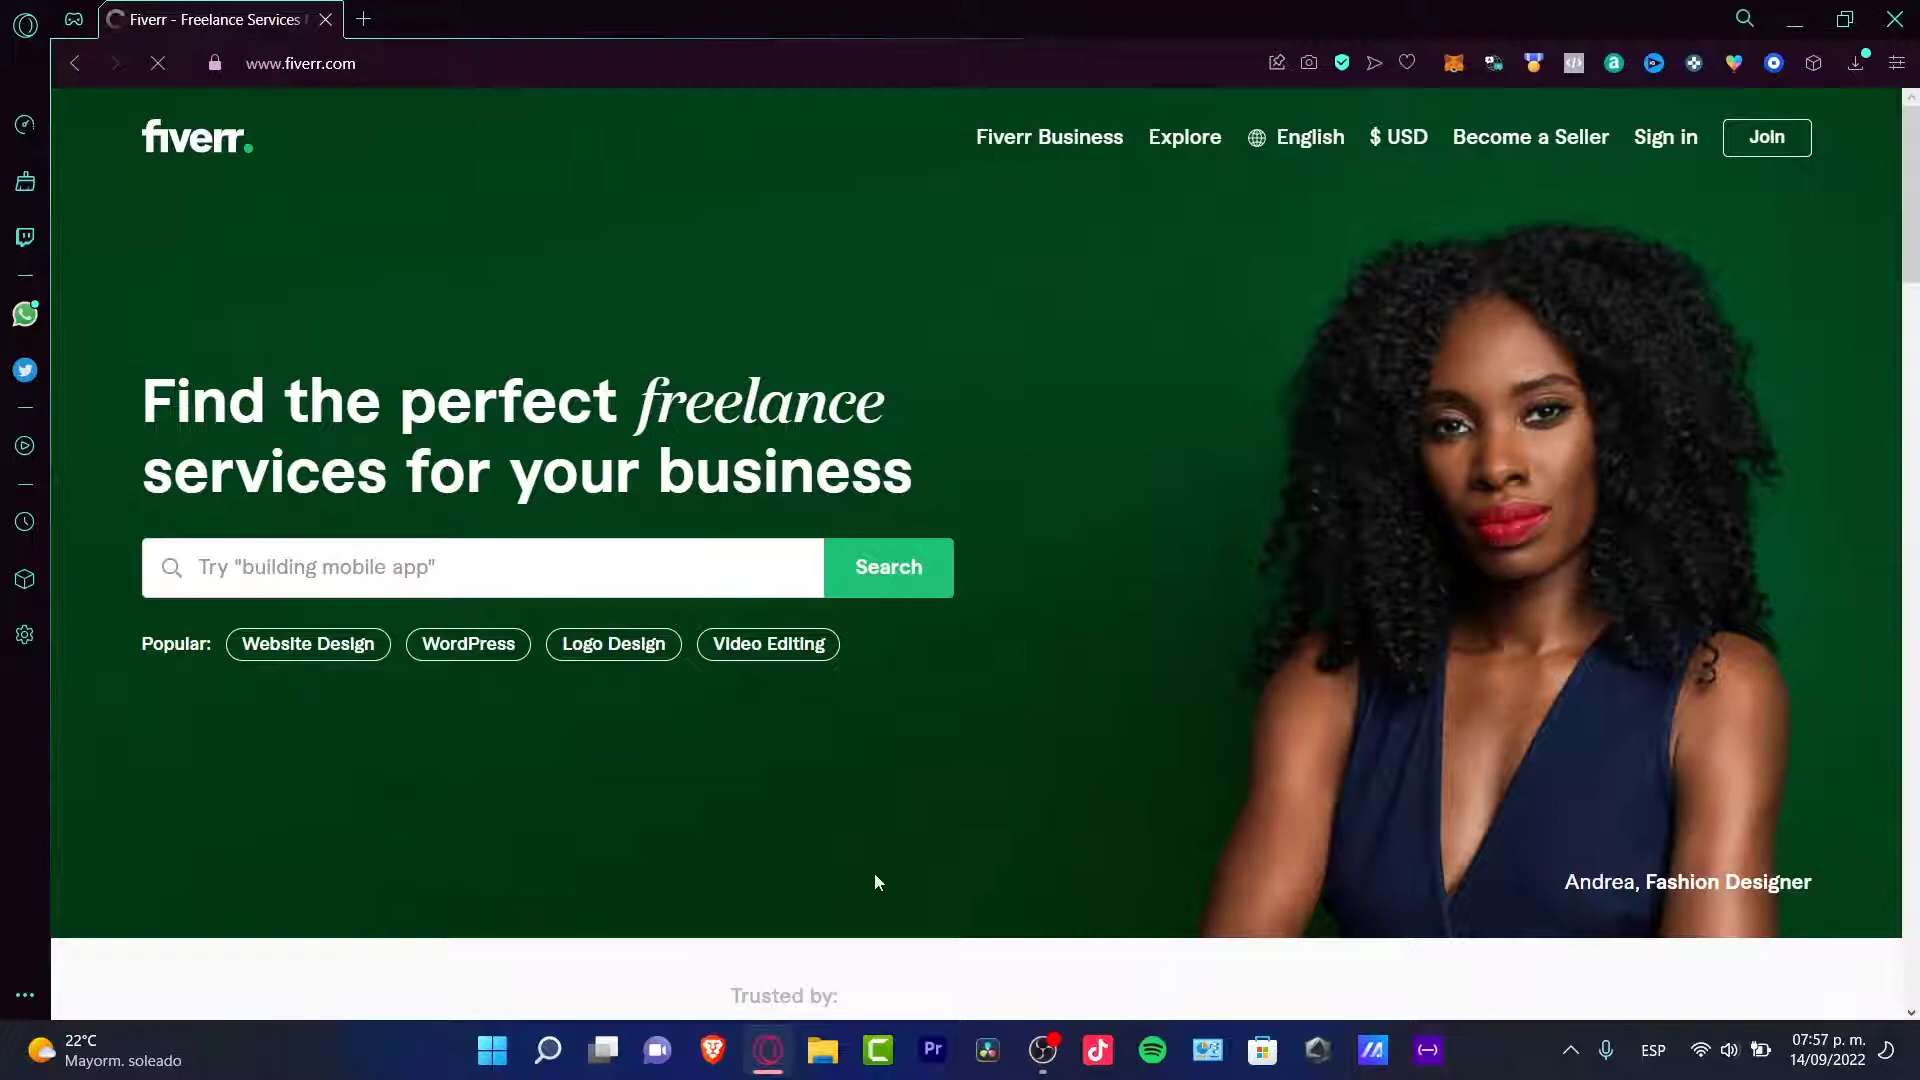 Fiverr - Freelance Services
www.fiverr.com
fiverr.
Fiverr Business
Explore
English
$ USD
Become a Seller
Sign in
Join
Find the perfect freelance
services for your business
Try "building mobile app"
Search
Popular:
Website Design
WordPress
Logo Design
Video Editing
Andrea, Fashion Designer
Trusted by:
22°C
Mayorm. soleado
Pr
ESP
07:57 p. m.
14/09/2022